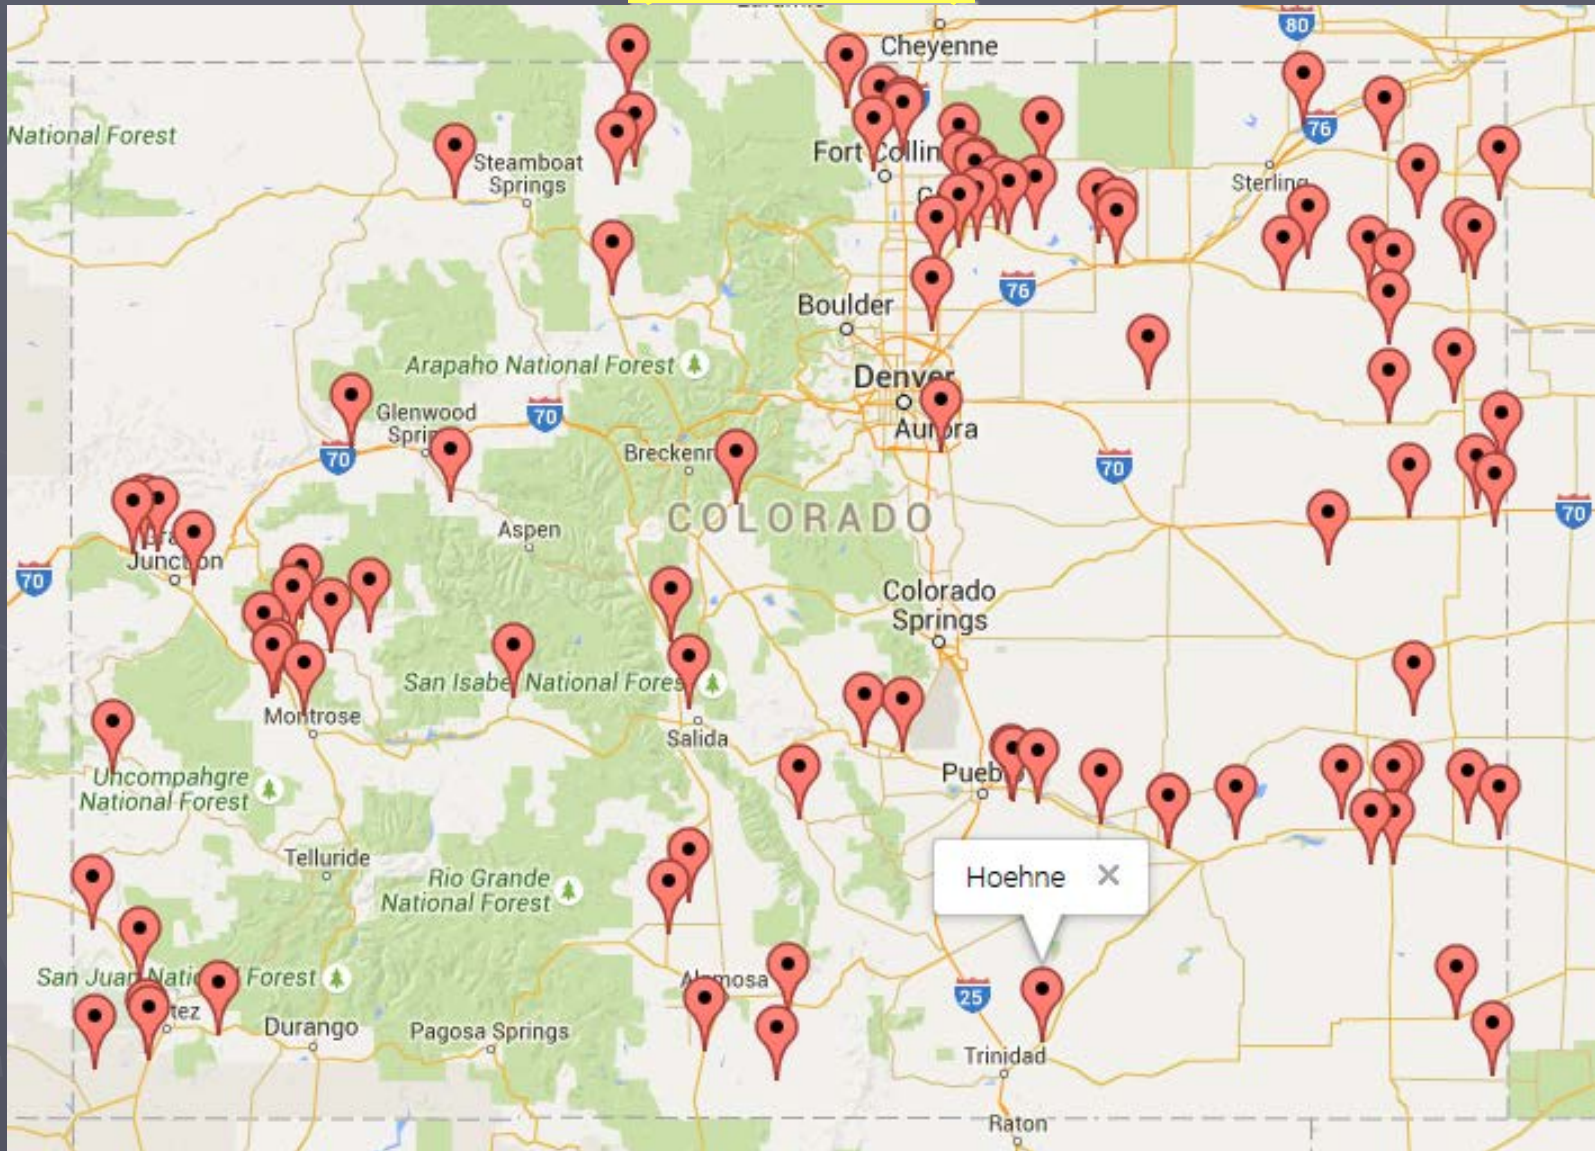 Cheyenne
80
National Forest
76
Steamboat
Springs
Fort Collin
Sterling
76
Boulder
Arapaho National Forest
Denver
Aurora
Glenwood
70
70
70
Breckenr
COLORADO
70
Aspen
Junction
70
Colorado
Springs
San Isabel National Forest
Montrose
Salida
Uncompahgre
National Forest
Pueblo
Telluride
Rio Grande
National Forest
Hoehne ×
San Juan National Forest
Alamosa
25
tez
Durango
Pagosa Springs
Trinidad
Raton